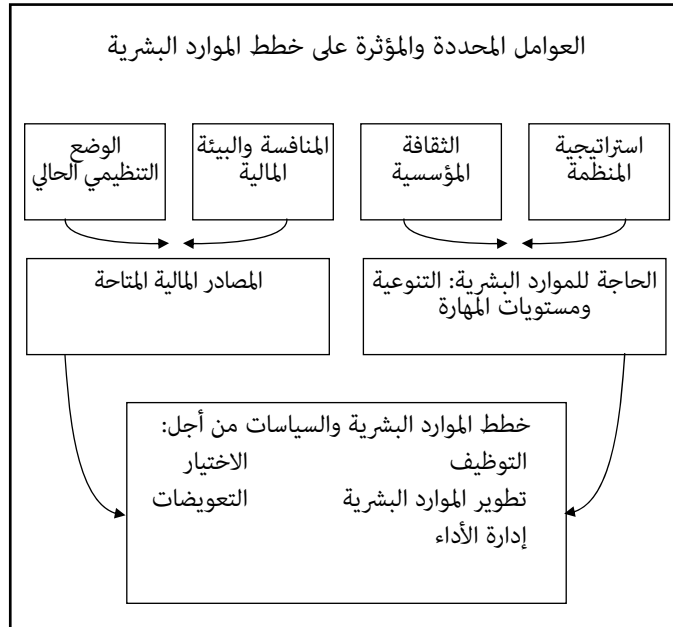 العوامل المحددة والمؤثرة على خطط الموارد البشرية
استراتيجية
المنظمة
الثقافة
المؤسسية
المنافسة والبيئة
المالية
الوضع
التنظيمي الحالي
الحاجة للموارد البشرية: التنوعية
ومستويات المهارة
المصادر المالية المتاحة
خطط الموارد البشرية والسياسات من أجل:
التوظيف الاختيار
تطوير الموارد البشرية التعويضات
إدارة الأداء